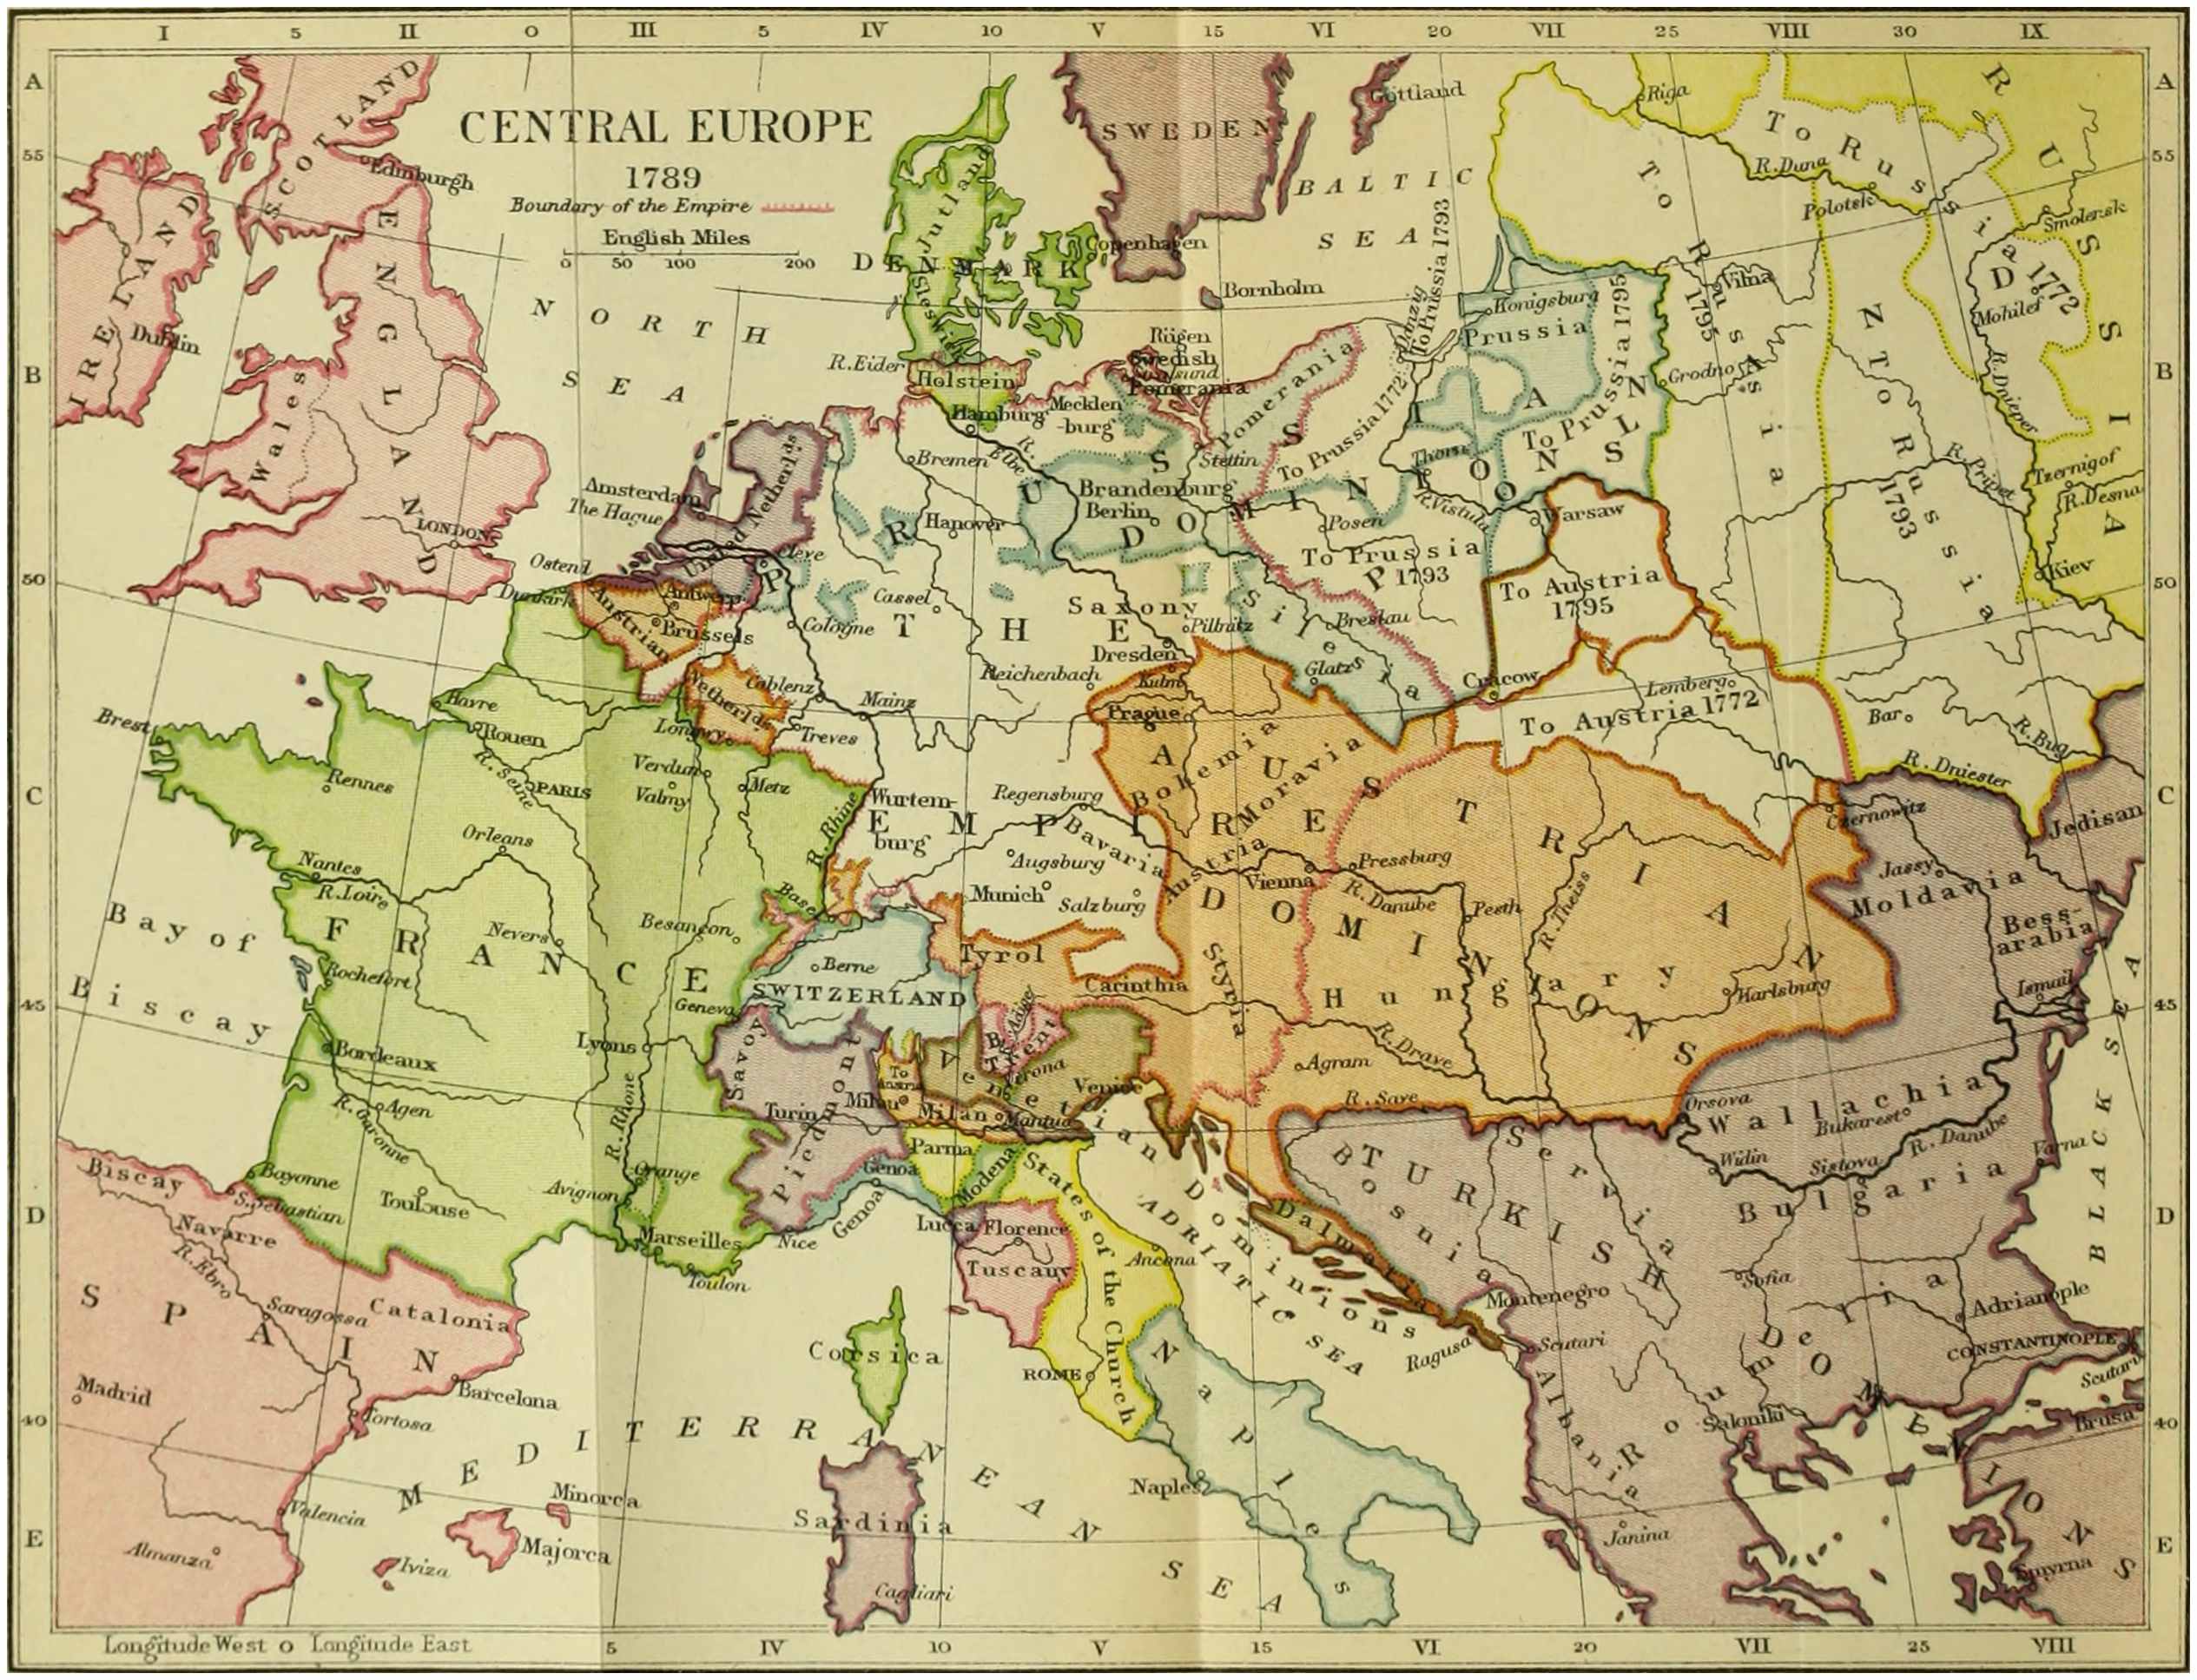 I 5 II 0 III 5 IV 10 V 15 VI 20 VII 25 VIII 30 IX
A
B
C
D
E
55
50
45
40
A
B
C
D
E
55
50
45
40
CENTRAL EUROPE
1789
Boundary of the Empire
English Miles
0 50 100 200
SCOTLAND
Edinburgh
IRELAND
Dublin
ENGLAND
Wales
LONDON
NORTH
SEA
DENMARK
Jutland
Sleswik
Copenhagen
R. Eider
Holstein
Hamburg
SWEDEN
Gottland
BALTIC
SEA
Bornholm
Rügen
Swedish
Pomerania
Mecklen
-burg
Pomerania
Stettin
R. Elbe
Bremen
Hanover
Brandenburg
Berlin
PRUSSIAN
DOMINIONS
Danzig
To Prussia 1793
To Prussia 1772
Konigsburg
Prussia
To Prussia 1795
Thorn
R. Vistula
Posen
To Prussia
1793
Warsaw
To Austria
1795
Grodno
Vilna
To Russia
1795
To Russia
1793
To Russia
1772
Riga
R. Duna
Polotsk
Smolensk
Mohilef
R. Dnieper
R. Pripet
Tzernigof
R. Desna
Kiev
RUSSIA
POLAND
Amsterdam
The Hague
United Netherlds
Cleve
Ostend
Dunkirk
Antwerp
Brussels
Austrian
Netherlds
Cologne
Cassel
Coblenz
Mainz
Treves
Longwy
THE
EMPIRE
Saxony
Pillnitz
Dresden
Reichenbach
Kulm
Prague
Silesia
Breslau
Glatz
Cracow
Lemberg
To Austria 1772
Bar
R. Bug
R. Dniester
Czernowitz
Jedisan
Bohemia
Moravia
AUSTRIAN
DOMINIONS
Austria
Vienna
Pressburg
R. Danube
Pesth
R. Theiss
Hungary
Karlsburg
Styria
Carinthia
Tyrol
Agram
R. Drave
R. Save
Wurtem-
burg
Regensburg
Bavaria
Augsburg
Munich
Salzburg
R. Rhine
Basel
Berne
SWITZERLAND
Brest
Havre
Rouen
R. Seine
PARIS
Rennes
Verdun
Valmy
Metz
Orleans
Nantes
R. Loire
Nevers
Besançon
FRANCE
Rochefort
Geneva
Lyons
Bordeaux
R. Garonne
Agen
R. Rhone
Orange
Avignon
Bayonne
Toulouse
Marseilles
Toulon
Bay of
Biscay
Biscay
S. Sebastian
Navarre
R. Ebro
Saragossa
Catalonia
SPAIN
Madrid
Barcelona
Tortosa
Valencia
Almanza
Minorca
Majorca
Iviza
MEDITERRANEAN
SEA
Savoy
Piedmont
Turin
Nice
Genoa
Genoa
To
Austria
Milan
Milan
Mantua
Verona
Venice
Venetian
Dominions
B.
Trent
R. Adige
Parma
Modena
Lucca
Florence
Tuscany
States of the Church
Ancona
ROME
ADRIATIC SEA
Corsica
Sardinia
Cagliari
Naples
Naples
Dalmatia
Ragusa
Montenegro
Bosnia
Servia
TURKISH
DOMINIONS
Scutari
Albania
Janina
Roumelia
Saloniki
Sofia
Adrianople
CONSTANTINOPLE
Scutari
Brusa
Smyrna
Orsova
Wallachia
Bukarest
Widin
Sistova
R. Danube
Varna
Bulgaria
Jassy
Moldavia
Bess-
arabia
Ismail
BLACK SEA
Longitude West 0 Longitude East
5 IV 10 V 15 VI 20 VII 25 VIII